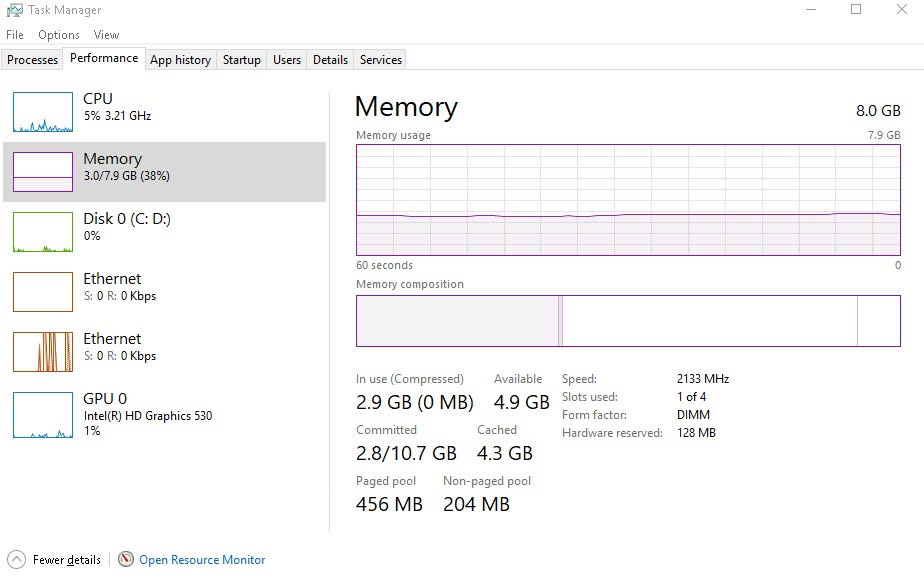 Task Manager
File Options View
Processes Performance App history Startup Users Details Services
CPU
5% 3.21 GHz
Memory
3.0/7.9 GB (38%)
Disk 0 (C: D:)
0%
Ethernet
S: 0 R: 0 Kbps
Ethernet
S: 0 R: 0 Kbps
GPU 0
Intel(R) HD Graphics 530
1%
Memory 8.0 GB
Memory usage 7.9 GB
60 seconds 0
Memory composition
In use (Compressed) Available
2.9 GB (0 MB) 4.9 GB
Committed Cached
2.8/10.7 GB 4.3 GB
Paged pool Non-paged pool
456 MB 204 MB
Speed: 2133 MHz
Slots used: 1 of 4
Form factor: DIMM
Hardware reserved: 128 MB
Fewer details Open Resource Monitor